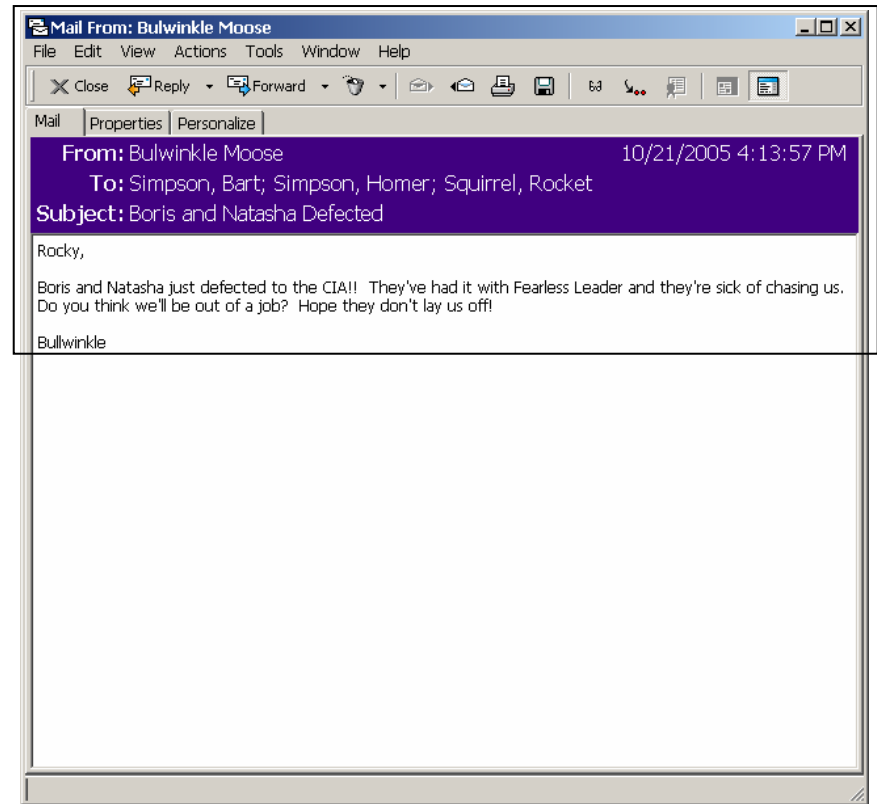 Mail From: Bulwinkle Moose
File Edit View Actions Tools Window Help
Close Reply Forward
Mail Properties Personalize
From: Bulwinkle Moose 10/21/2005 4:13:57 PM
To: Simpson, Bart; Simpson, Homer; Squirrel, Rocket
Subject: Boris and Natasha Defected
Rocky,
Boris and Natasha just defected to the CIA!! They've had it with Fearless Leader and they're sick of chasing us.
Do you think we'll be out of a job? Hope they don't lay us off!
Bullwinkle